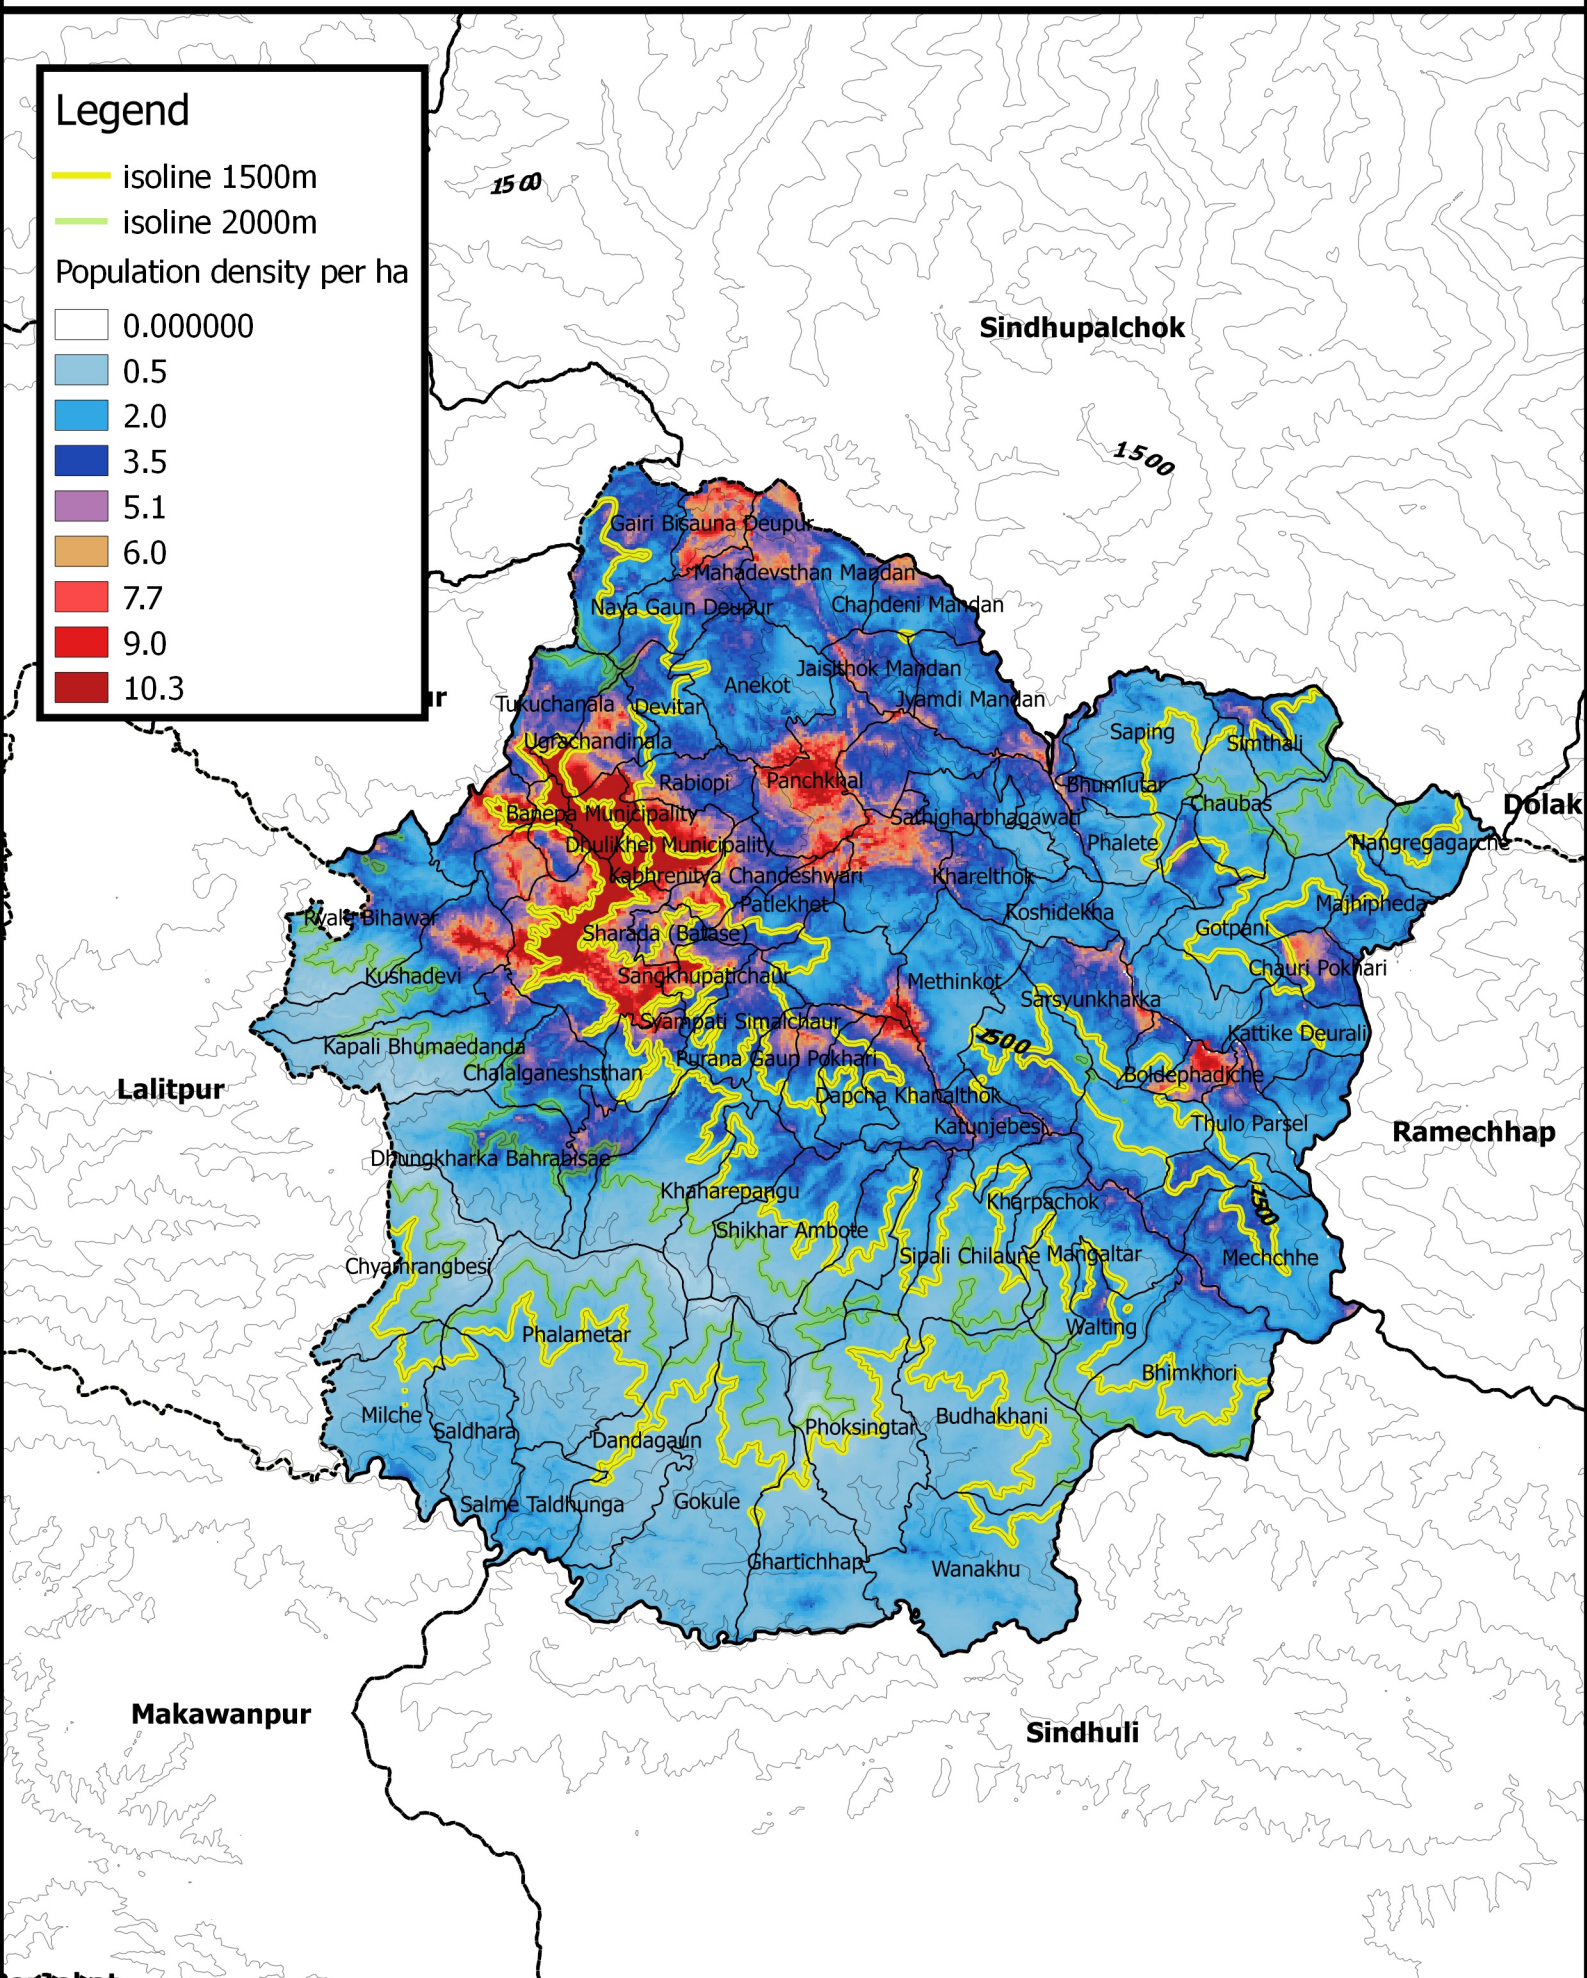 Legend
isoline 1500m
isoline 2000m
Population density per ha
0.000000
0.5
2.0
3.5
5.1
6.0
7.7
9.0
10.3
1500
Sindhupalchok
1500
Gairi Bisauna Deupur
Mahadevsthan Mandan
Naya Gaun Deupur
Chandeni Mandan
Jaisithok Mandan
Anekot
Tukuchanala
Devitar
Jyamdi Mandan
ur
Saping
Ugrachandinala
Simthali
Rabiopi
Panchkhal
Bhumlutar
Chaubas
Dolak
Banepa Municipality
Sathigharbhagawati
Dhulikhel Municipality
Phalete
Nangregagarche
Kabhrenitya Chandeshwari
Kharelthok
Patlekhet
Majhipheda
Koshidekha
Ryale Bihawar
Gotpani
Sharada (Batase)
Chauri Pokhari
Kushadevi
Sangkhupatichaur
Methinkot
Sarsyunkharka
Syampati Simalchaur
Kattike Deurali
1500
Kapali Bhumaedanda
Purana Gaun Pokhari
Chalalganeshsthan
Boldephadiche
Lalitpur
Dapcha Khanalthok
Katunjebesi
Thulo Parsel
Ramechhap
Dhungkharka Bahrabisae
Khaharepangu
Kharpachok
1500
Shikhar Ambote
Sipali Chilaune
Mangaltar
Mechchhe
Chyamrangbesi
Phalametar
Walting
Bhimkhori
Milche
Budhakhani
Saldhara
Phoksingtar
Dandagaun
Salme Taldhunga
Gokule
Ghartichhap
Wanakhu
Makawanpur
Sindhuli